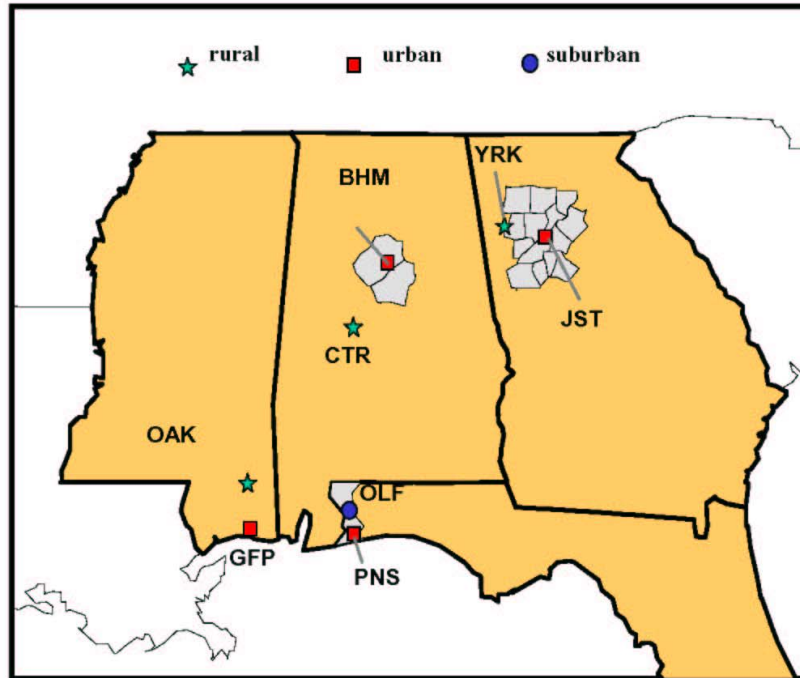 rural urban suburban
YRK
BHM
JST
CTR
OAK
OLF
GFP
PNS